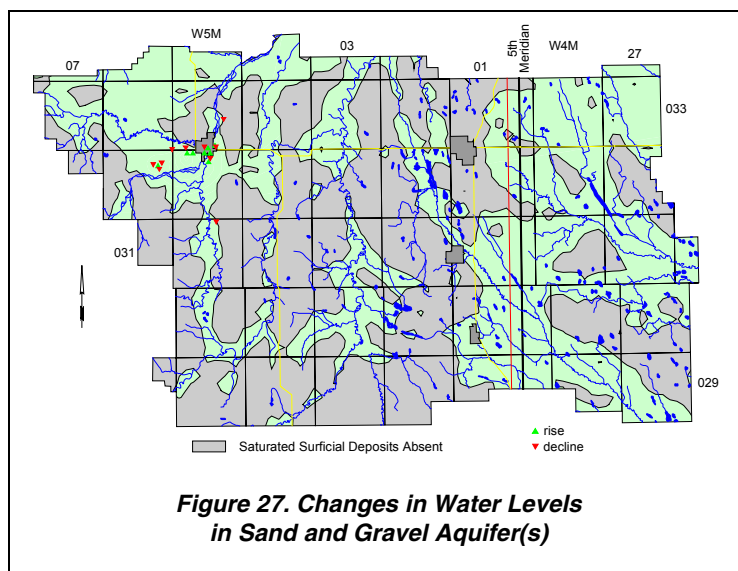 W5M
07
03
01
5th
Meridian
W4M
27
033
031
029
Saturated Surficial Deposits Absent
rise
decline
Figure 27. Changes in Water Levels
in Sand and Gravel Aquifer(s)